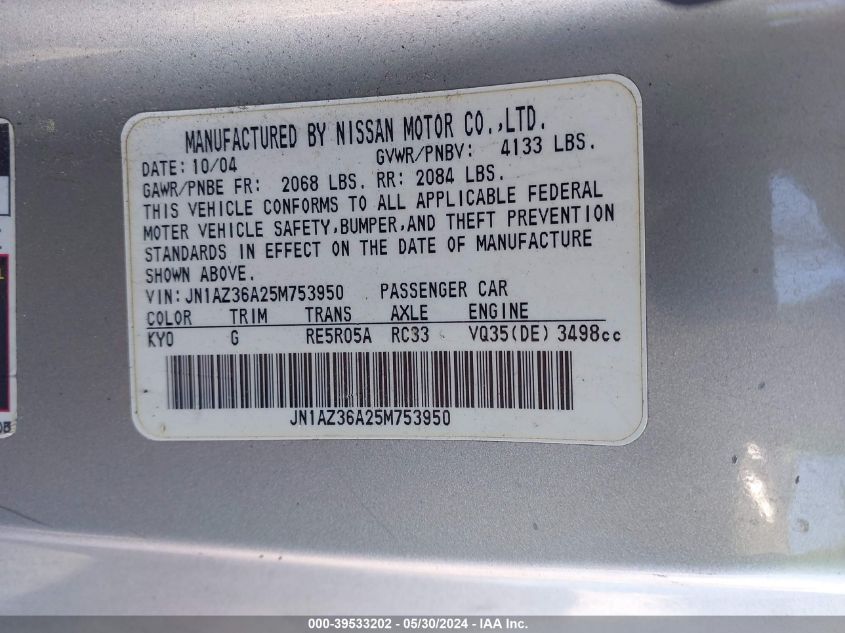 MANUFACTURED BY NISSAN MOTOR CO.,LTD.
DATE: 10/04 GVWR/PNBV: 4133 LBS.
GAWR/PNBE FR: 2068 LBS. RR: 2084 LBS.
THIS VEHICLE CONFORMS TO ALL APPLICABLE FEDERAL
MOTER VEHICLE SAFETY,BUMPER,AND THEFT PREVENTION
STANDARDS IN EFFECT ON THE DATE OF MANUFACTURE
SHOWN ABOVE.
VIN: JN1AZ36A25M753950 PASSENGER CAR
COLOR TRIM TRANS AXLE ENGINE
KY0 G RE5R05A RC33 VQ35(DE) 3498cc
JN1AZ36A25M753950
000-39533202 - 05/30/2024 - IAA Inc.